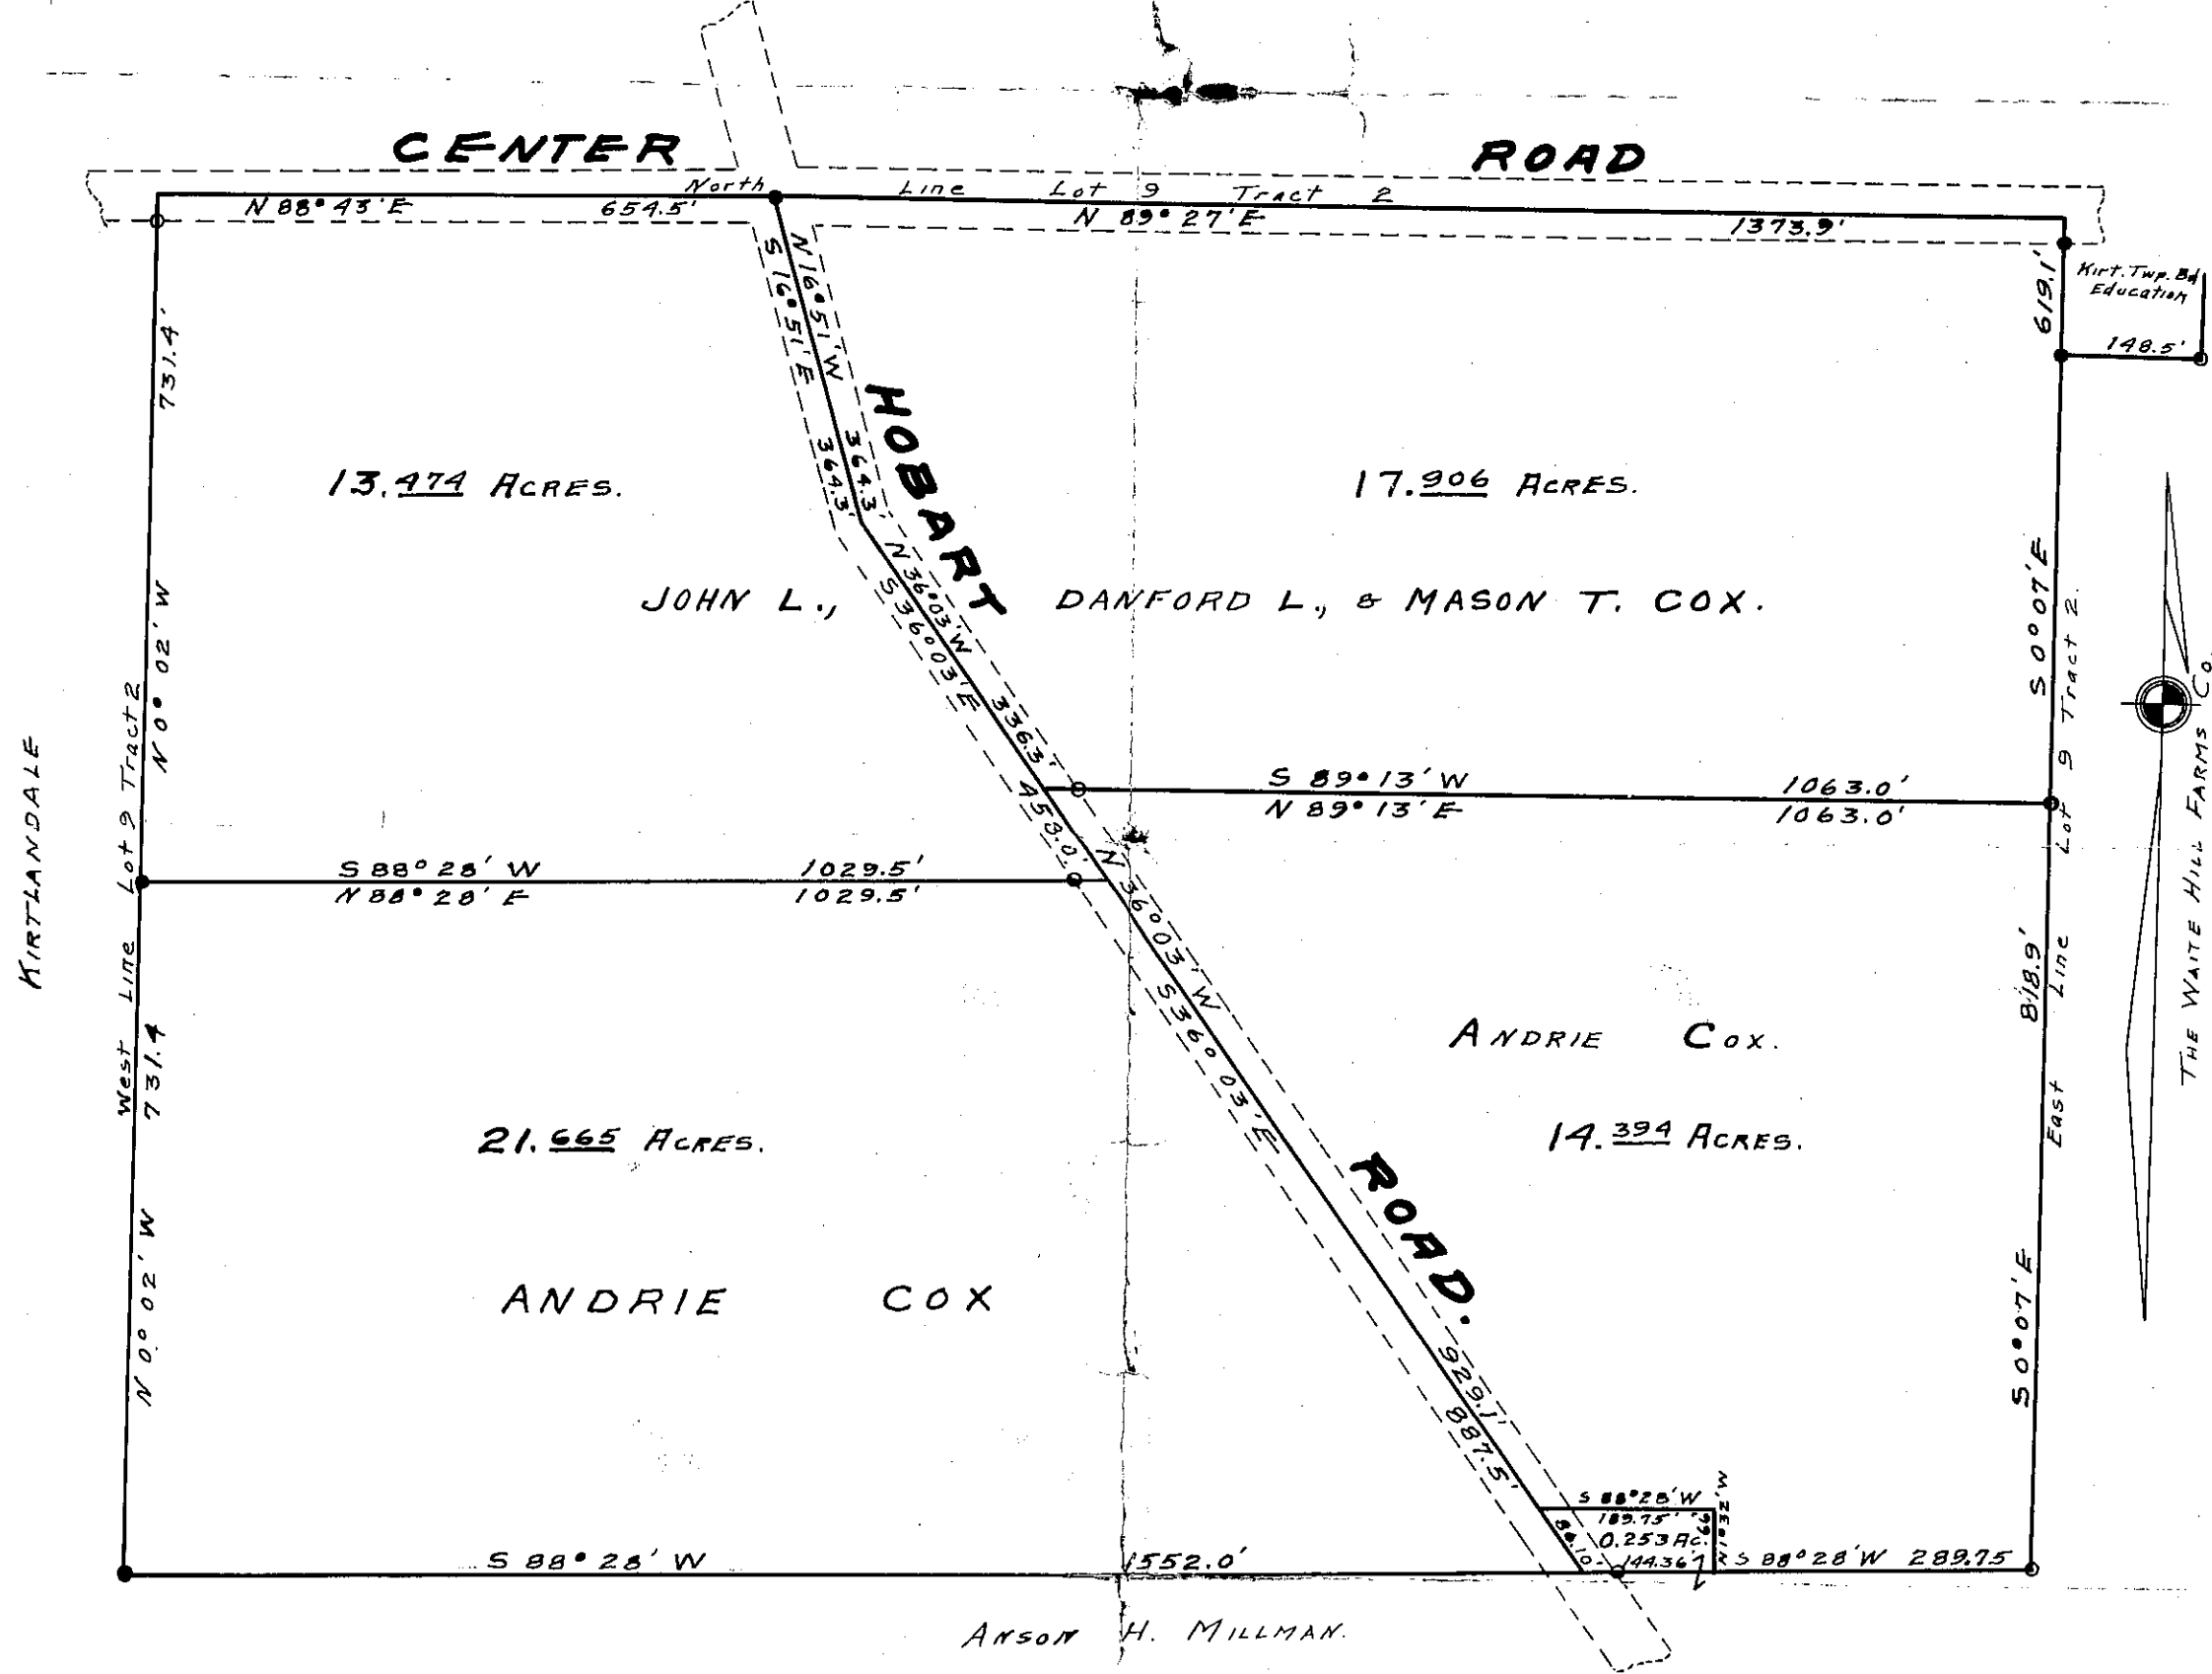 CENTER ROAD
North Line Lot 9 Tract 2
N 88° 43' E 654.5'
N 89° 27' E 1373.9'
Kirt. Twp. Bd
Education
148.5'
619.1'
731.4'
N 16° 51' W 364.3'
S 16° 51' E 364.3'
HOBART
13.474 ACRES.
17.906 ACRES.
JOHN L., DANFORD L., & MASON T. COX.
N 0° 02' W
S 0° 07' E
N 36° 03' W 336.3'
S 36° 03' E 458.0'
S 89° 13' W 1063.0'
N 89° 13' E 1063.0'
S 88° 28' W 1029.5'
N 88° 28' E 1029.5'
KIRTLANDALE
West Line Lot 9 Tract 2
East Line Lot 9 Tract 2.
THE WAITE HILL FARMS Co.
731.4
818.9'
N 36° 03' W 929.1'
S 36° 03' E 887.5'
ANDRIE COX.
14.394 ACRES.
21.665 ACRES.
ROAD.
ANDRIE COX
N 0° 02' W
S 0° 07' E
S 88° 28' W
189.75'
0.253 Ac.
66
N 1° 32' W
144.36'
S 88° 28' W 1552.0'
S 88° 28' W 289.75
ANSON H. MILLMAN.